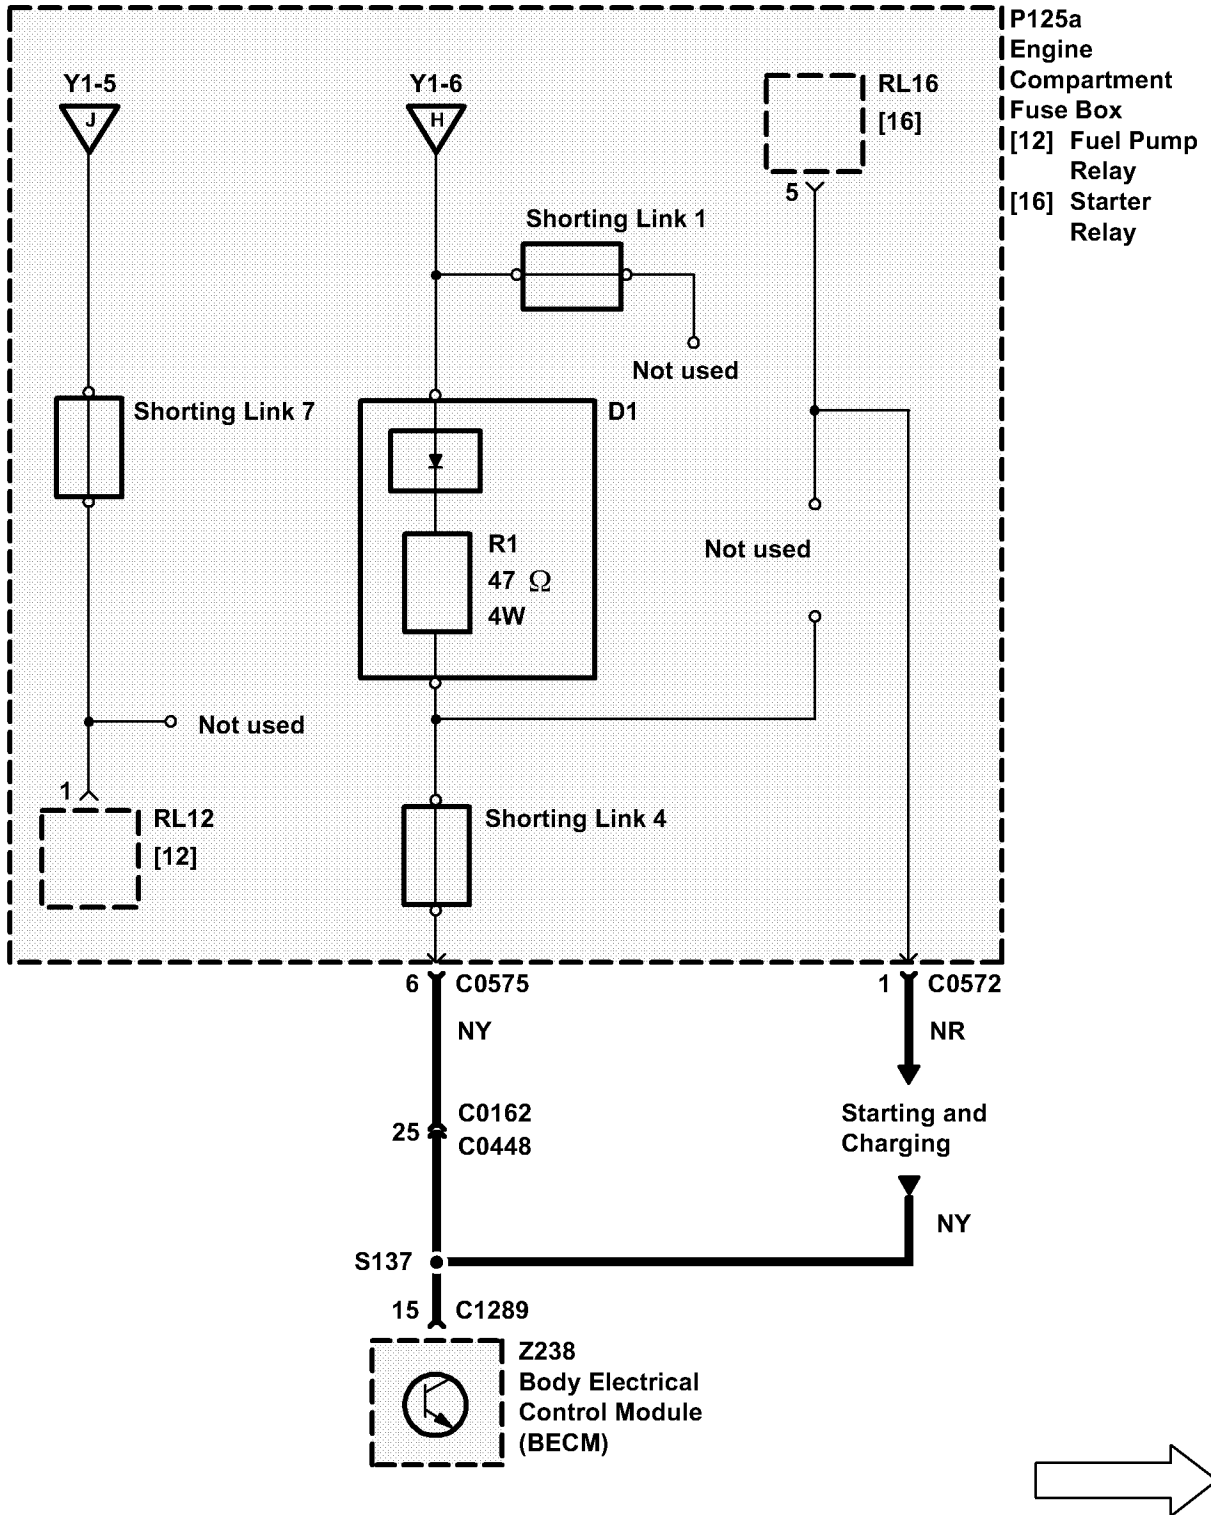 P125a
Engine
Compartment
Fuse Box
[12] Fuel Pump
Relay
[16] Starter
Relay
Y1-5
J
Y1-6
H
RL16
[16]
5
Shorting Link 1
Not used
Shorting Link 7
D1
R1
47 Ω
4W
Not used
Not used
1
RL12
[12]
Shorting Link 4
6 C0575
1 C0572
NY
NR
25
C0162
C0448
Starting and
Charging
NY
S137
15 C1289
Z238
Body Electrical
Control Module
(BECM)